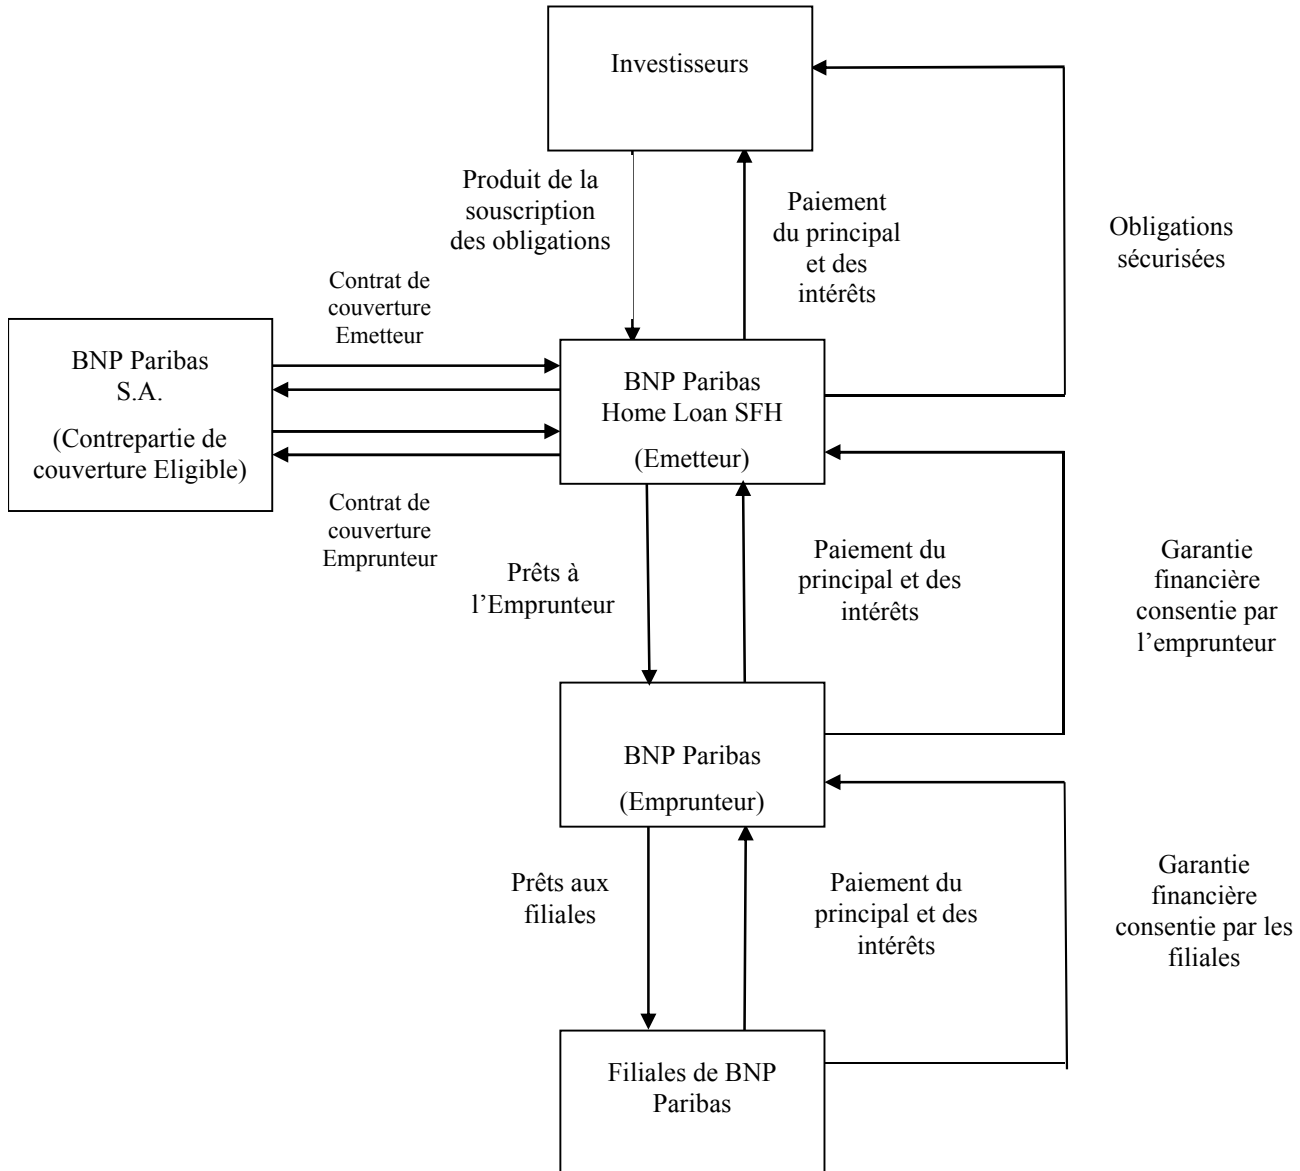 Investisseurs
Produit de la
souscription
des obligations
Paiement
du principal
et des
intérêts
Obligations
sécurisées
Contrat de
couverture
Emetteur
BNP Paribas
S.A.
(Contrepartie de
couverture Eligible)
BNP Paribas
Home Loan SFH
(Emetteur)
Contrat de
couverture
Emprunteur
Prêts à
l’Emprunteur
Paiement du
principal et des
intérêts
Garantie
financière
consentie par
l’emprunteur
BNP Paribas
(Emprunteur)
Prêts aux
filiales
Paiement du
principal et des
intérêts
Garantie
financière
consentie par les
filiales
Filiales de BNP
Paribas